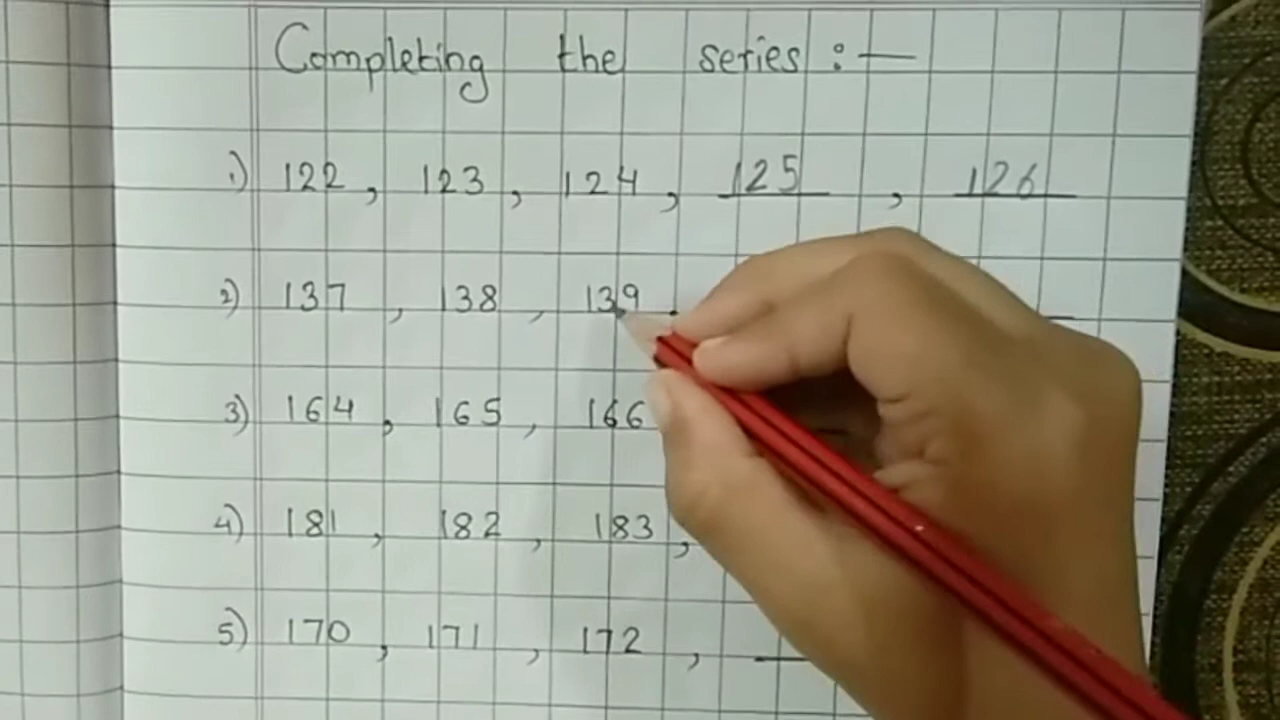 Completing the series :—
1) 122, 123, 124, 125, 126
2) 137, 138, 139
3) 164, 165, 166
4) 181, 182, 183,
5) 170, 171, 172,